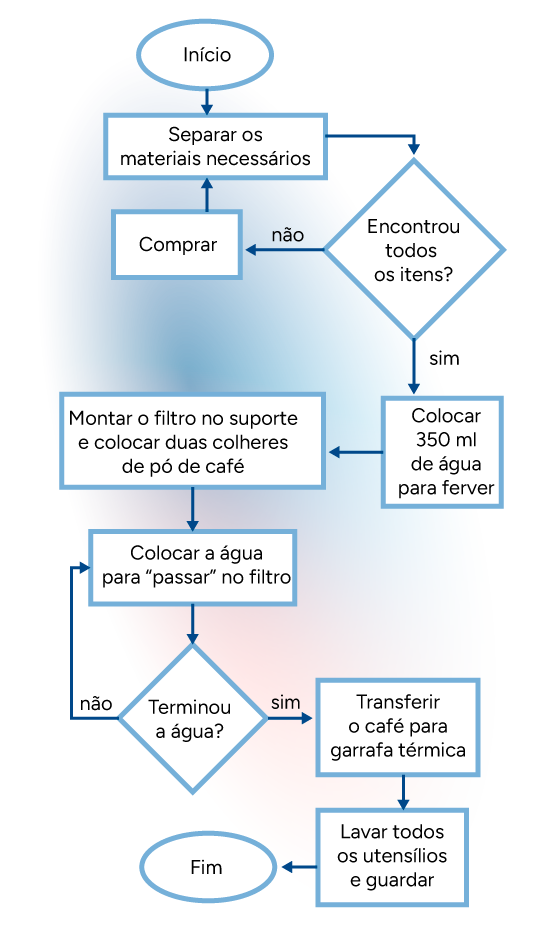 Início
Separar os
materiais necessários
Encontrou
todos
os itens?
não
Comprar
sim
Colocar
350 ml
de água
para ferver
Montar o filtro no suporte
e colocar duas colheres
de pó de café
Colocar a água
para “passar” no filtro
Terminou
a água?
não
sim
Transferir
o café para
garrafa térmica
Lavar todos
os utensílios
e guardar
Fim